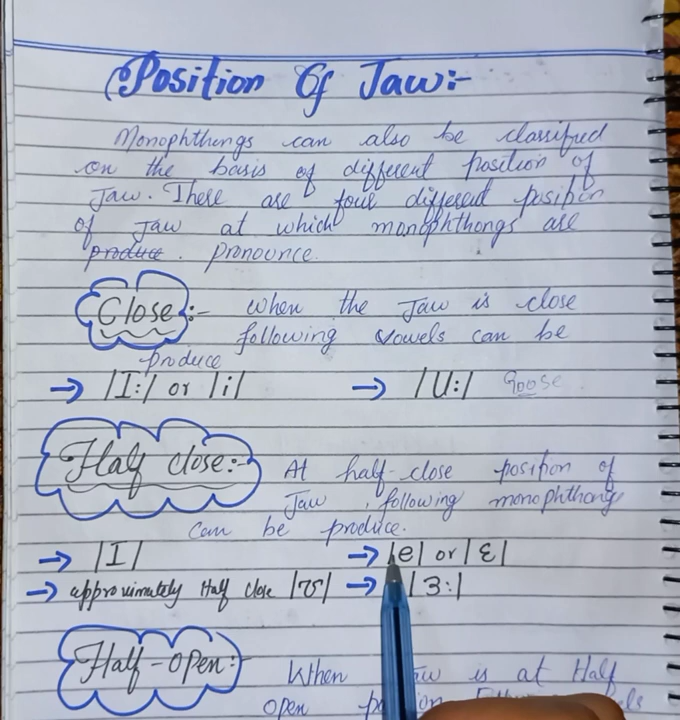 Position Of Jaw:-
Monophthongs can also be classified
on the basis of different position of
Jaw. There are four different position
of Jaw at which monophthongs are
produce. pronounce.
Close:- when the Jaw is close
following vowels can be
produce
→ |I:| or |i| → |U:| Goose.
Half close:- At half-close position of
Jaw, following monophthong
can be produce.
→ |I| → |e| or |ɛ|
→ approximately Half close |ʊ| → |3:|
Half-open:- When Jaw is at Half
open